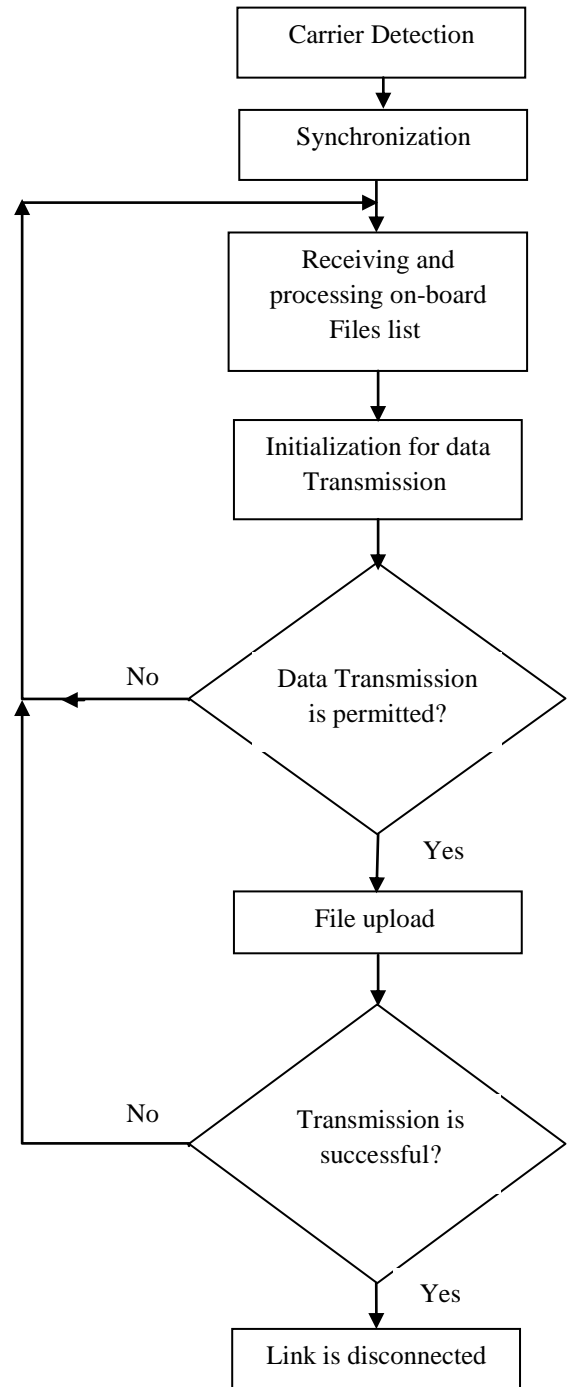 Carrier Detection
Synchronization
Receiving and
processing on-board
Files list
Initialization for data
Transmission
No
Data Transmission
is permitted?
Yes
File upload
No
Transmission is
successful?
Yes
Link is disconnected